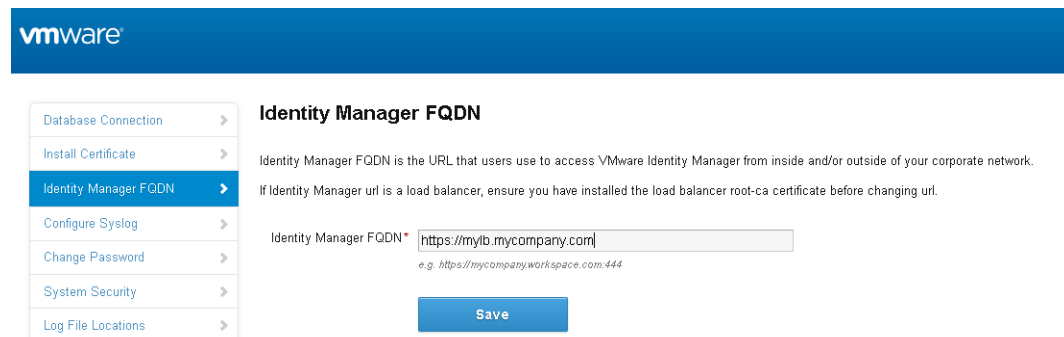 vmware
Database Connection
Install Certificate
Identity Manager FQDN
Configure Syslog
Change Password
System Security
Log File Locations
Identity Manager FQDN
Identity Manager FQDN is the URL that users use to access VMware Identity Manager from inside and/or outside of your corporate network.
If Identity Manager url is a load balancer, ensure you have installed the load balancer root-ca certificate before changing url.
Identity Manager FQDN* https://mylb.mycompany.com
e.g. https://mycompany.workspace.com:444
Save